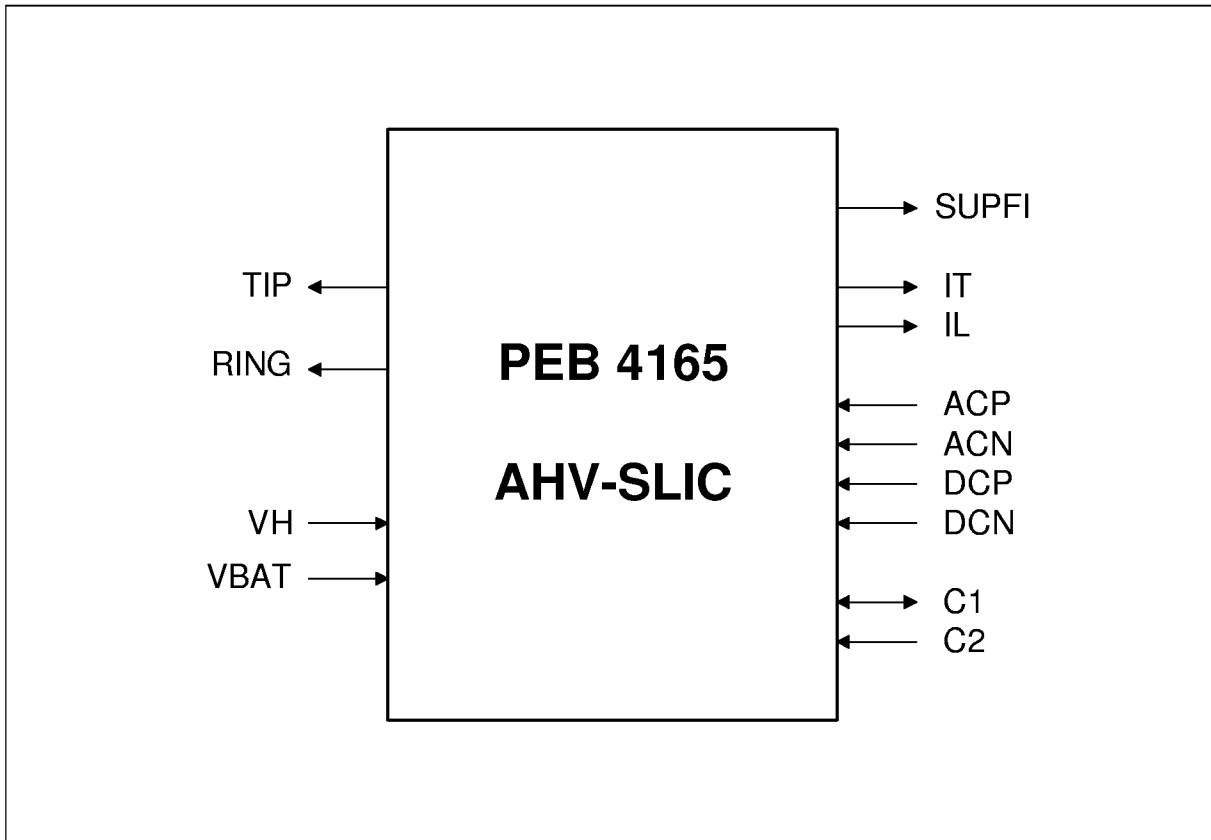 SUPFI
TIP
IT
IL
RING
PEB 4165
ACP
ACN
AHV-SLIC
DCP
VH
DCN
VBAT
C1
C2